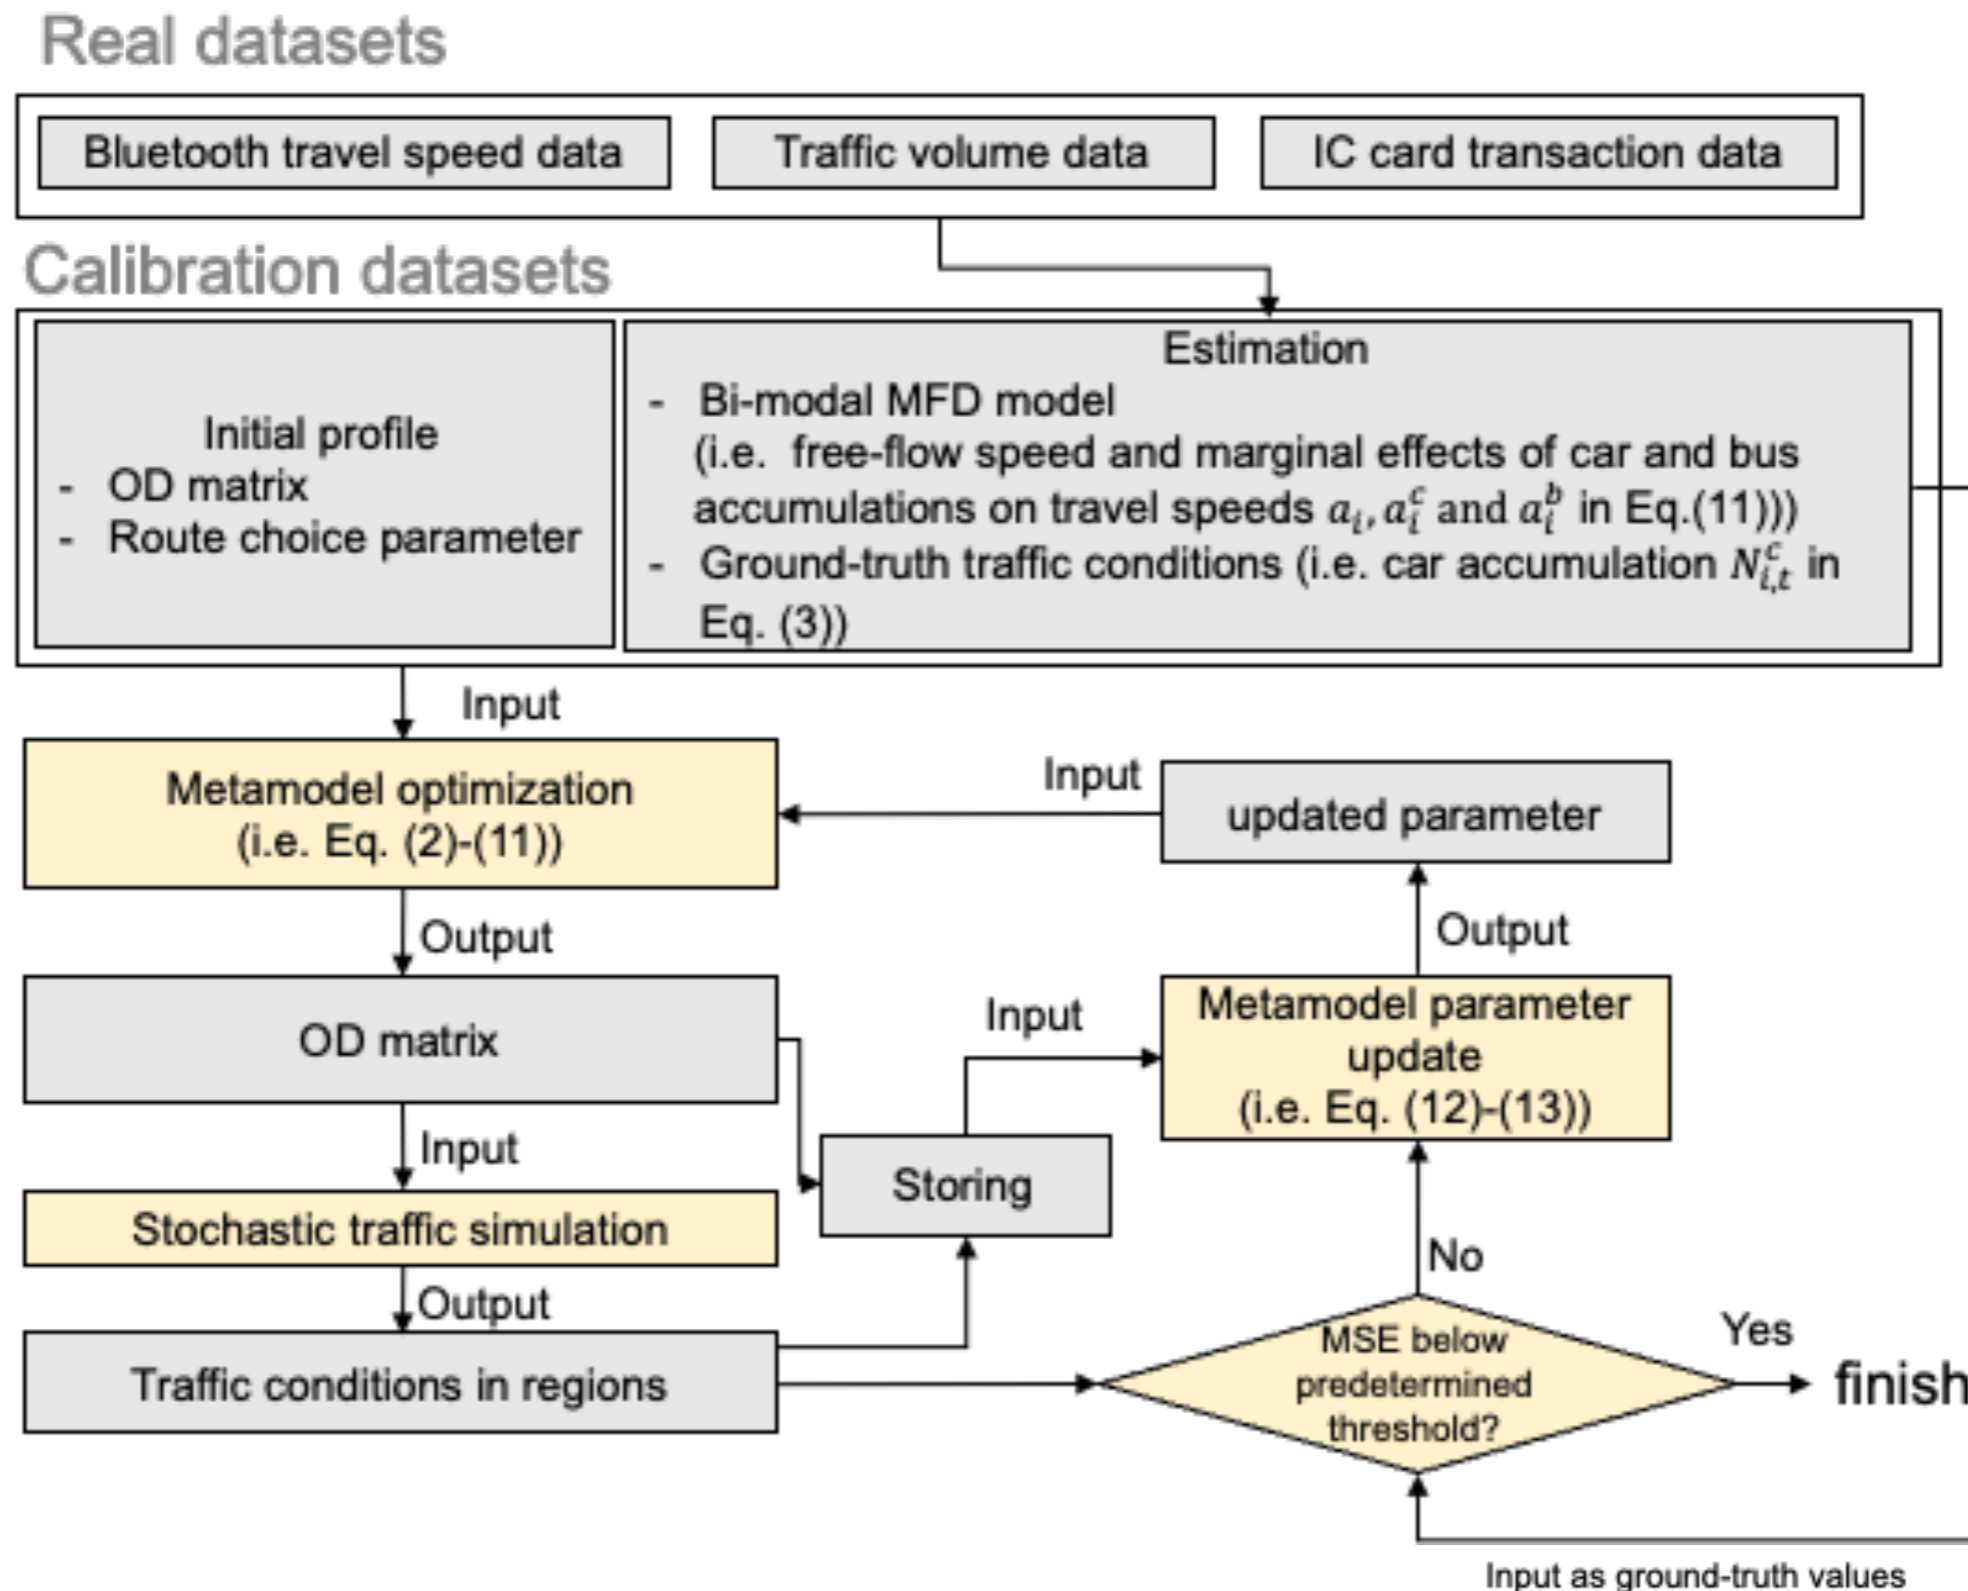 Real datasets
Bluetooth travel speed data
Traffic volume data
IC card transaction data
Calibration datasets
Initial profile
- OD matrix
- Route choice parameter
Estimation
- Bi-modal MFD model
(i.e. free-flow speed and marginal effects of car and bus
accumulations on travel speeds a_i, a_i^c and a_i^b in Eq.(11)))
- Ground-truth traffic conditions (i.e. car accumulation N_{i,t}^c in
Eq. (3))
Input
Metamodel optimization
(i.e. Eq. (2)-(11))
Input
updated parameter
Output
Output
OD matrix
Input
Metamodel parameter
update
(i.e. Eq. (12)-(13))
Input
Storing
Stochastic traffic simulation
No
Output
Traffic conditions in regions
MSE below
predetermined
threshold?
Yes
finish
Input as ground-truth values